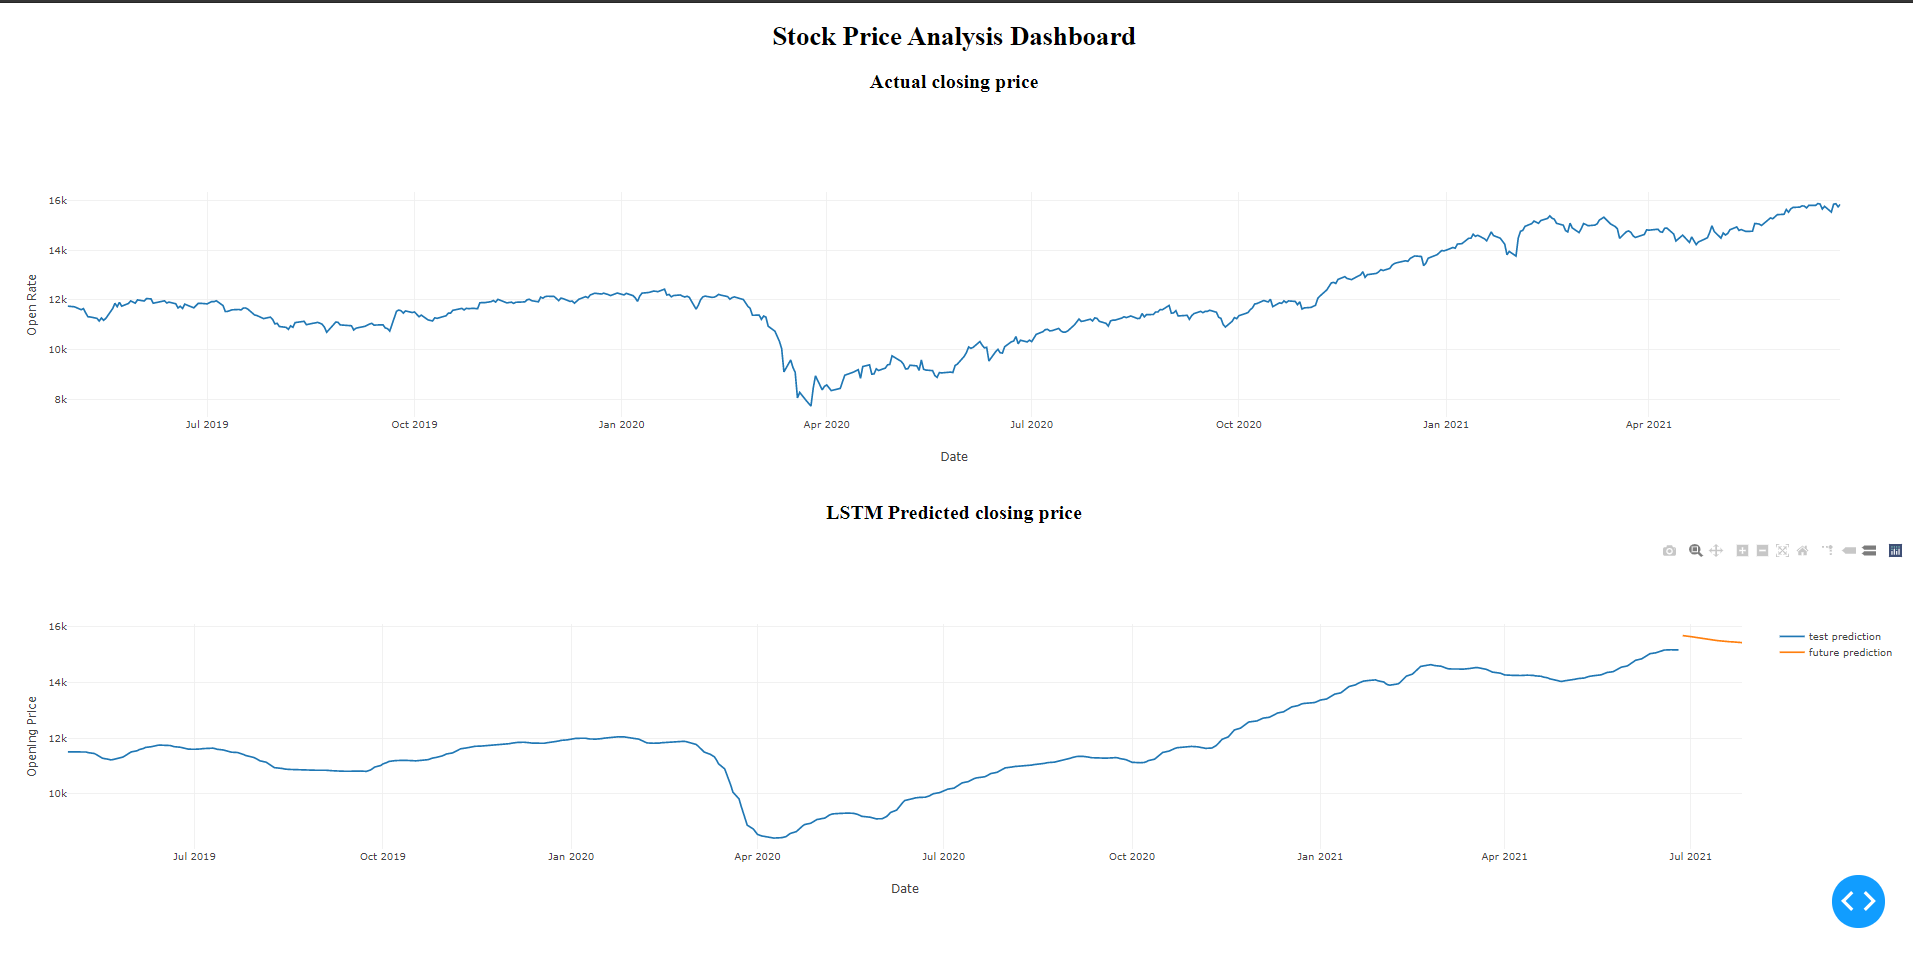 Stock Price Analysis Dashboard
Actual closing price
16k
14k
12k
10k
8k
Open Rate
Jul 2019 Oct 2019 Jan 2020 Apr 2020 Jul 2020 Oct 2020 Jan 2021 Apr 2021
Date
LSTM Predicted closing price
16k
14k
12k
10k
Opening Price
test prediction
future prediction
Jul 2019 Oct 2019 Jan 2020 Apr 2020 Jul 2020 Oct 2020 Jan 2021 Apr 2021 Jul 2021
Date